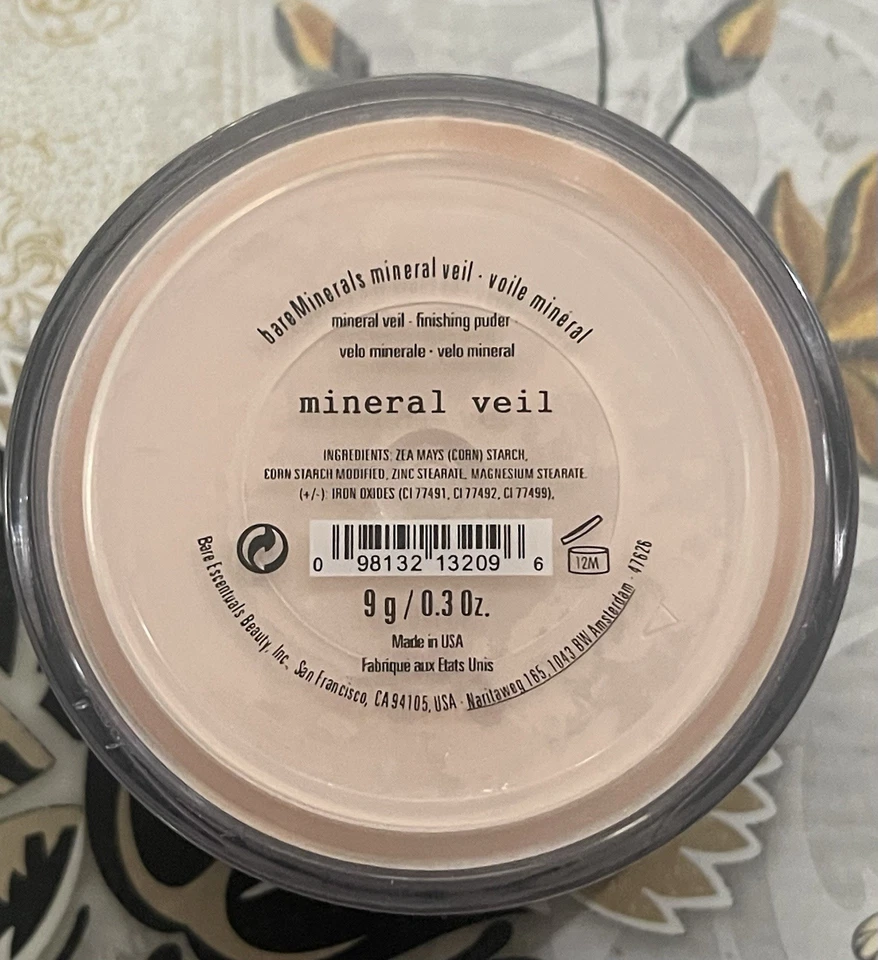 bareMinerals mineral veil · voile minéral
mineral veil · finishing puder
velo minerale · velo mineral
mineral veil
INGREDIENTS: ZEA MAYS (CORN) STARCH,
CORN STARCH MODIFIED, ZINC STEARATE, MAGNESIUM STEARATE.
(+/-): IRON OXIDES (CI 77491, CI 77492, CI 77499),
0 98132 13209 6
12M
9 g / 0.3 Oz.
Made in USA
Fabriqué aux Etats Unis
Bare Escentuals Beauty, Inc., San Francisco, CA 94105, USA · Naritaweg 165, 1043 BW Amsterdam · 47626